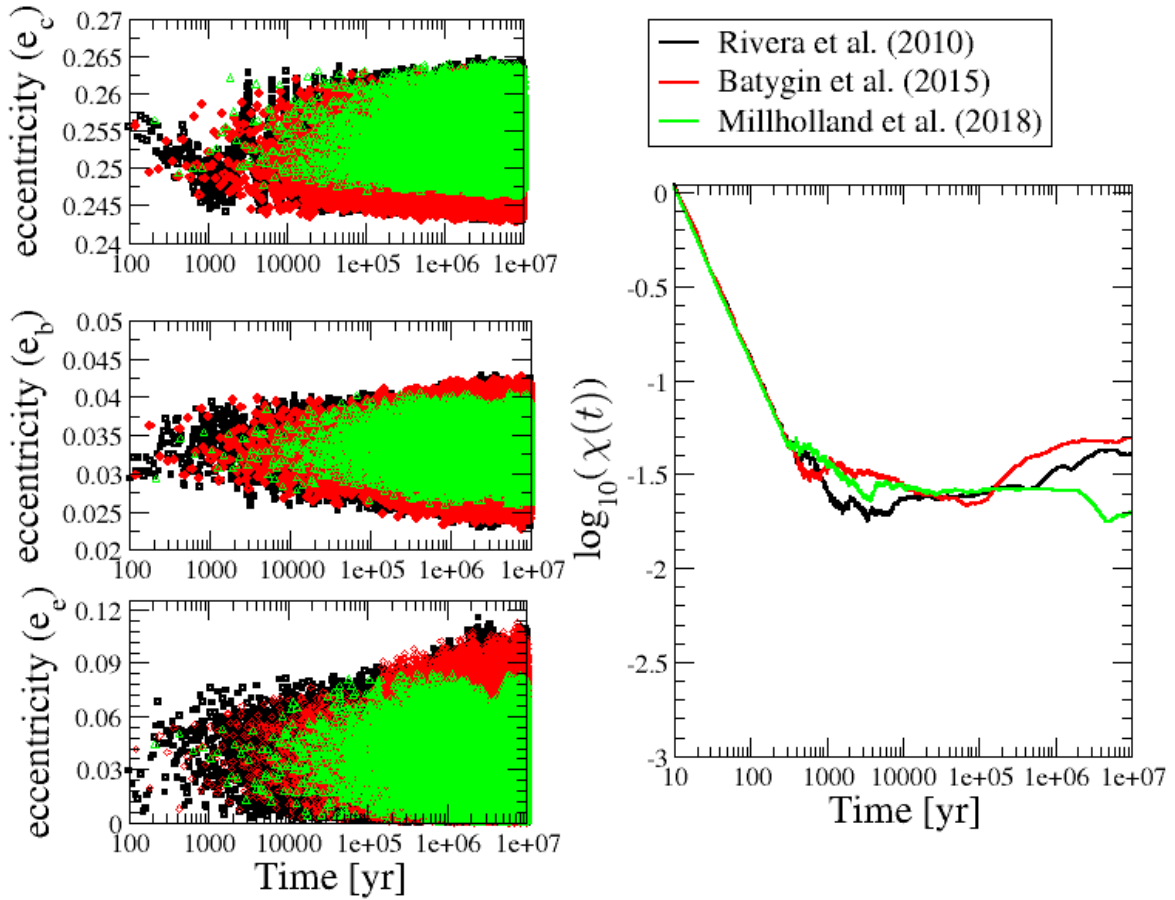 eccentricity (e_c)
0.27
0.265
0.26
0.255
0.25
0.245
0.24
100 1000 10000 1e+05 1e+06 1e+07
eccentricity (e_b)
0.05
0.04
0.035
0.03
0.025
0.02
100 1000 10000 1e+05 1e+06 1e+07
eccentricity (e_e)
0.12
0.09
0.06
0.03
0
100 1000 10000 1e+05 1e+06 1e+07
Time [yr]
Rivera et al. (2010)
Batygin et al. (2015)
Millholland et al. (2018)
log₁₀(χ(t))
0
-0.5
-1
-1.5
-2
-2.5
-3
10 100 1000 10000 1e+05 1e+06 1e+07
Time [yr]